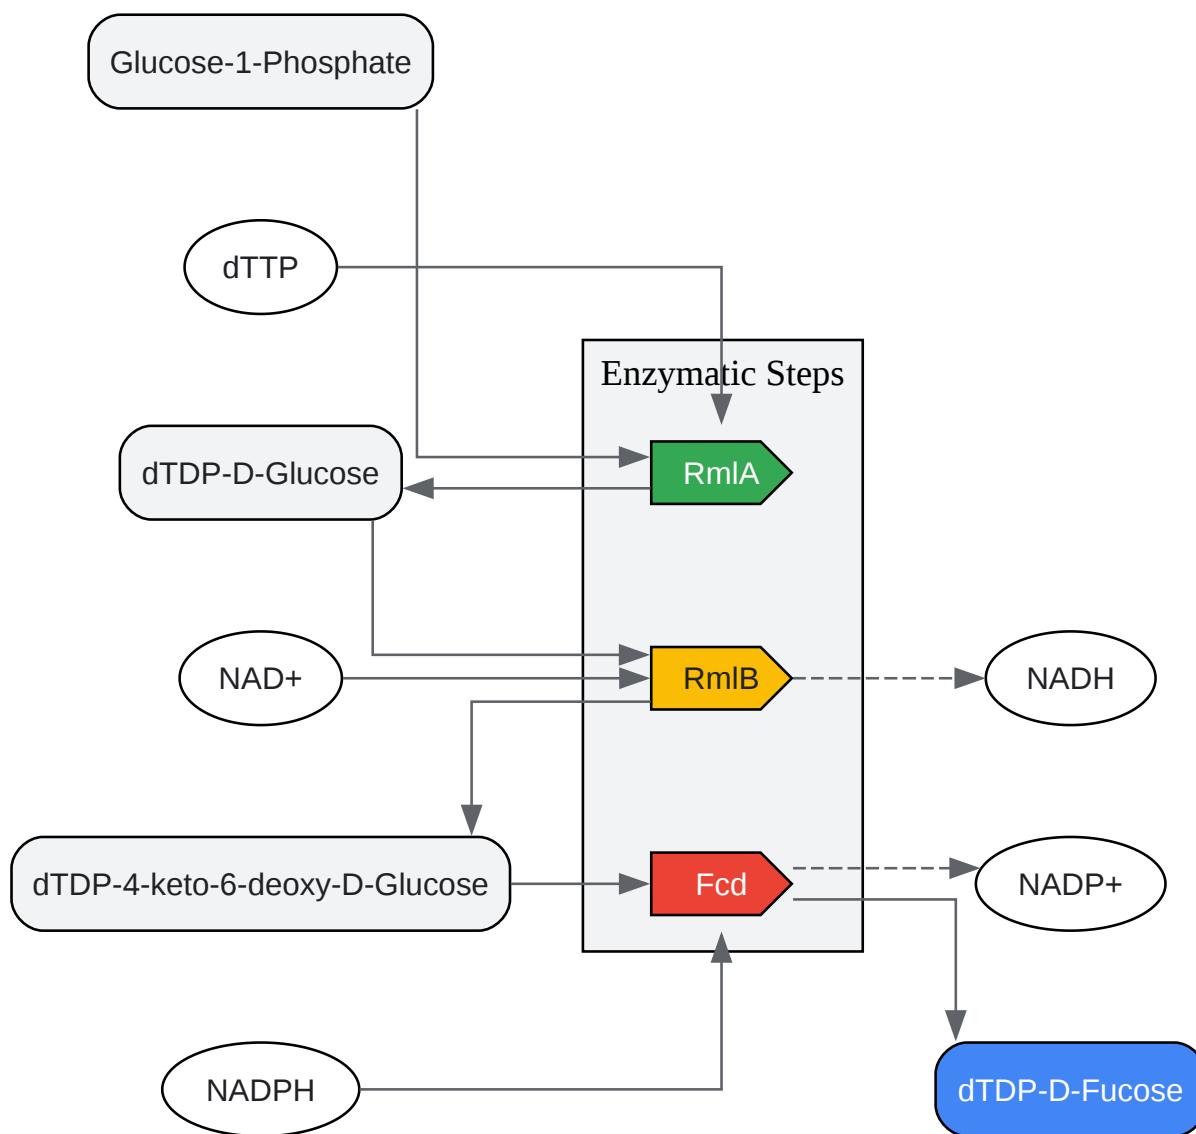 Glucose-1-Phosphate
dTTP
Enzymatic Steps
dTDP-D-Glucose
RmlA
NAD+
RmlB
NADH
dTDP-4-keto-6-deoxy-D-Glucose
Fcd
NADP+
NADPH
dTDP-D-Fucose